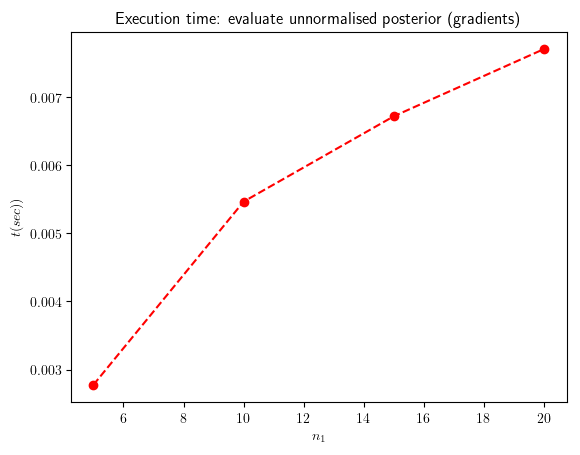 Execution time: evaluate unnormalised posterior (gradients)
0.007
0.006
0.005
0.004
0.003
t(sec))
6 8 10 12 14 16 18 20
n₁